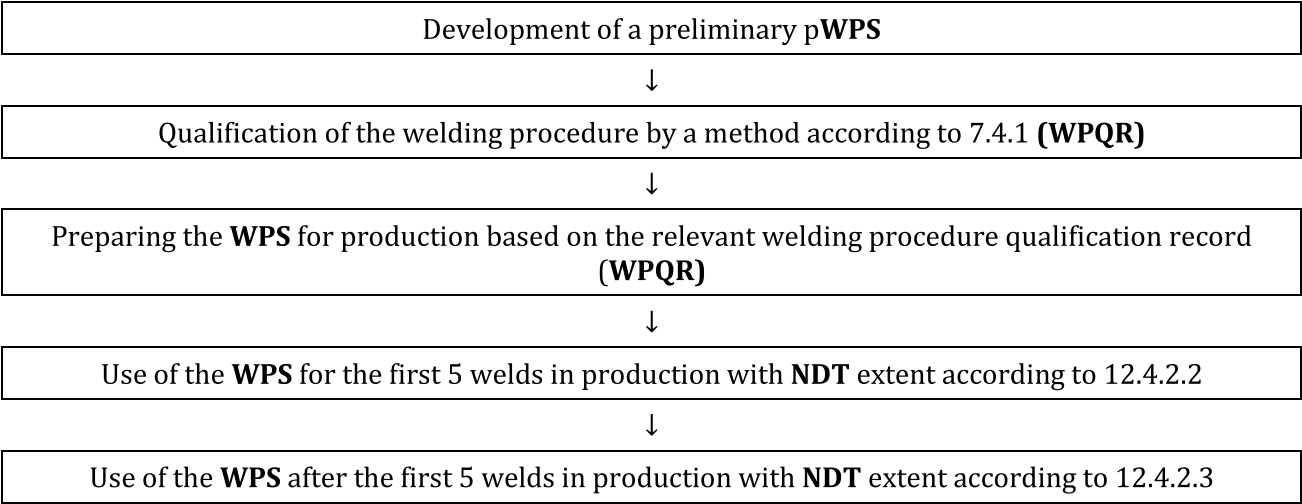 Development of a preliminary pWPS
↓
Qualification of the welding procedure by a method according to 7.4.1 (WPQR)
↓
Preparing the WPS for production based on the relevant welding procedure qualification record
(WPQR)
↓
Use of the WPS for the first 5 welds in production with NDT extent according to 12.4.2.2
↓
Use of the WPS after the first 5 welds in production with NDT extent according to 12.4.2.3